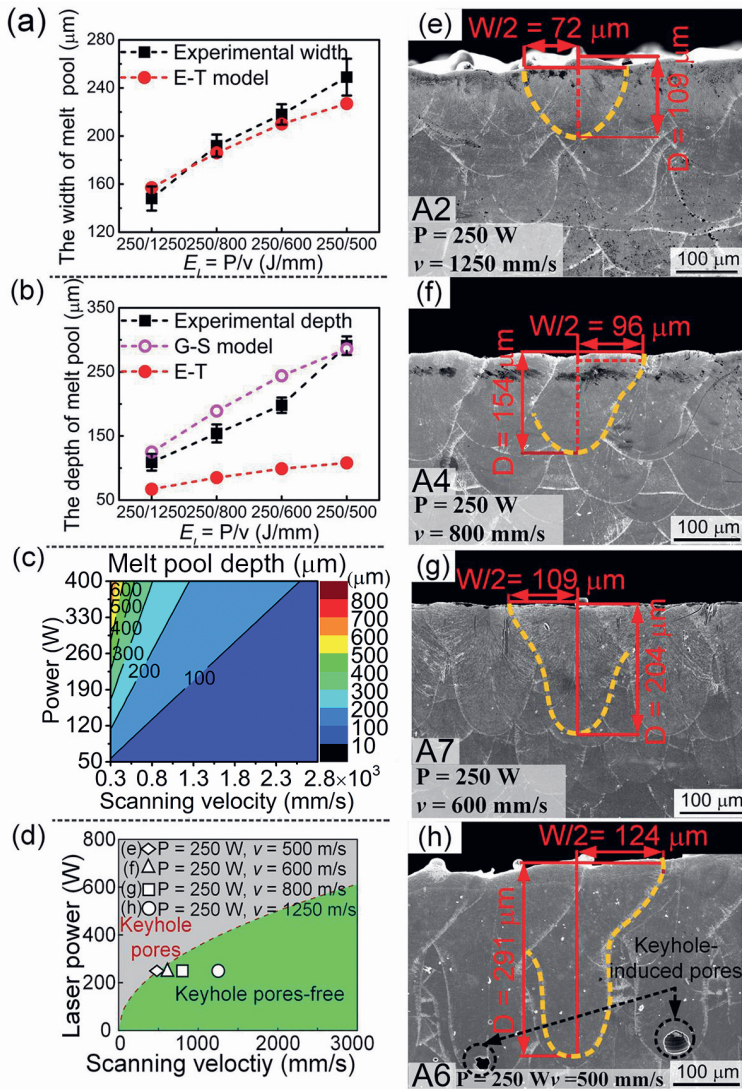 (a)
The width of melt pool (μm)
280
240
200
160
120
Experimental width
E-T model
250/1250 250/800 250/600 250/500
E_l = P/v (J/mm)
(b)
The depth of melt pool (μm)
350
250
150
50
Experimental depth
G-S model
E-T
250/1250 250/800 250/600 250/500
E_l = P/v (J/mm)
(c) Melt pool depth (μm)
Power (W)
400
330
260
190
120
50
600
500
400
300
200
100
800
700
600
500
400
300
200
100
10
0.3 0.8 1.3 1.8 2.3 2.8×10³
Scanning velocity (mm/s)
(d)
Laser power (W)
800
600
400
200
0
(e) P = 250 W, v = 500 m/s
(f) P = 250 W, v = 600 m/s
(g) P = 250 W, v = 800 m/s
(h) P = 250 W, v = 1250 m/s
Keyhole
pores
Keyhole pores-free
0 1000 2000 3000
Scanning veloctiy (mm/s)
(e)
W/2 = 72 μm
D = 109 μm
A2
P = 250 W
v = 1250 mm/s
100 μm
(f)
W/2 = 96 μm
D = 154 μm
A4
P = 250 W
v = 800 mm/s
100 μm
(g)
W/2= 109 μm
D = 204 μm
A7
P = 250 W
v = 600 mm/s
100 μm
(h)
W/2= 124 μm
D = 291 μm
Keyhole-
induced pores
A6 P = 250 Wv =500 mm/s
100 μm